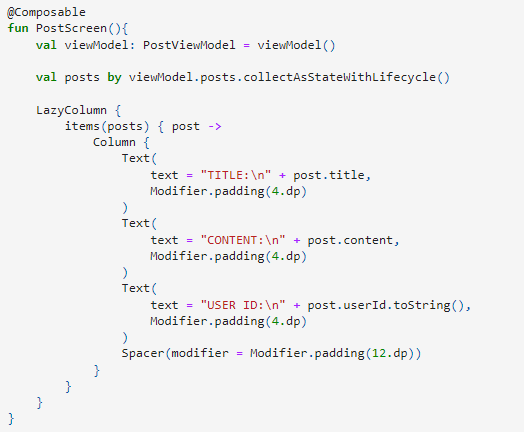 @Composable
fun PostScreen(){
    val viewModel: PostViewModel = viewModel()

    val posts by viewModel.posts.collectAsStateWithLifecycle()

    LazyColumn {
        items(posts) { post ->
            Column {
                Text(
                    text = "TITLE:\n" + post.title,
                    Modifier.padding(4.dp)
                )
                Text(
                    text = "CONTENT:\n" + post.content,
                    Modifier.padding(4.dp)
                )
                Text(
                    text = "USER ID:\n" + post.userId.toString(),
                    Modifier.padding(4.dp)
                )
                Spacer(modifier = Modifier.padding(12.dp))
            }
        }
    }
}